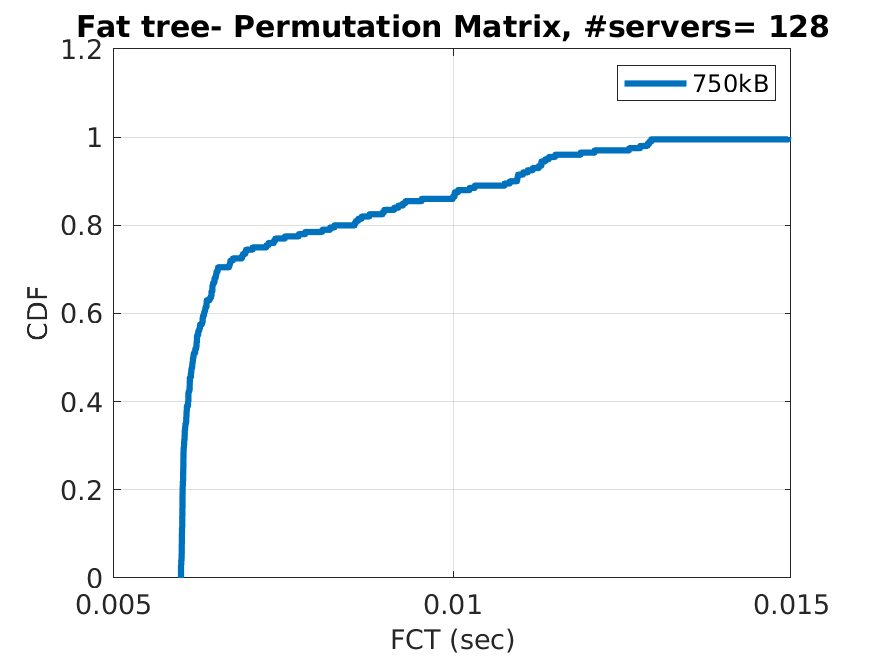 Fat tree- Permutation Matrix, #servers= 128
1.2
750kB
1
0.8
0.6
CDF
0.4
0.2
0
0.005
0.01
0.015
FCT (sec)